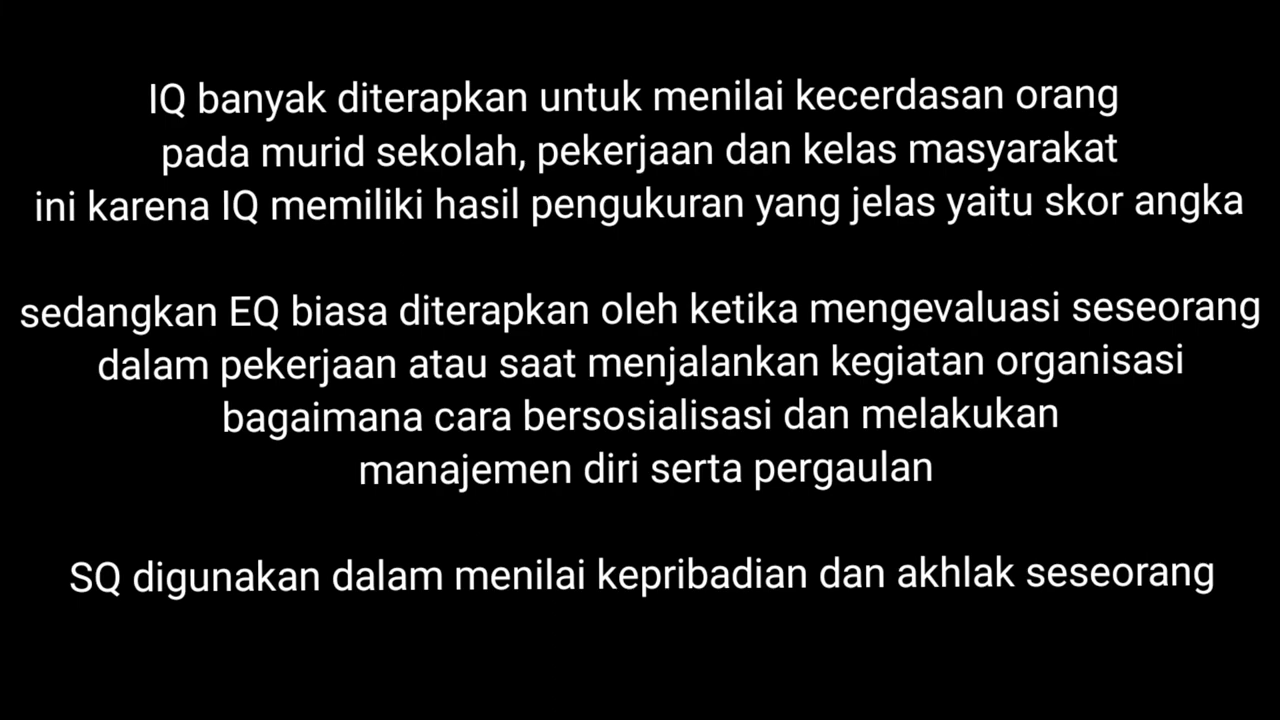 IQ banyak diterapkan untuk menilai kecerdasan orang
pada murid sekolah, pekerjaan dan kelas masyarakat
ini karena IQ memiliki hasil pengukuran yang jelas yaitu skor angka
sedangkan EQ biasa diterapkan oleh ketika mengevaluasi seseorang
dalam pekerjaan atau saat menjalankan kegiatan organisasi
bagaimana cara bersosialisasi dan melakukan
manajemen diri serta pergaulan
SQ digunakan dalam menilai kepribadian dan akhlak seseorang